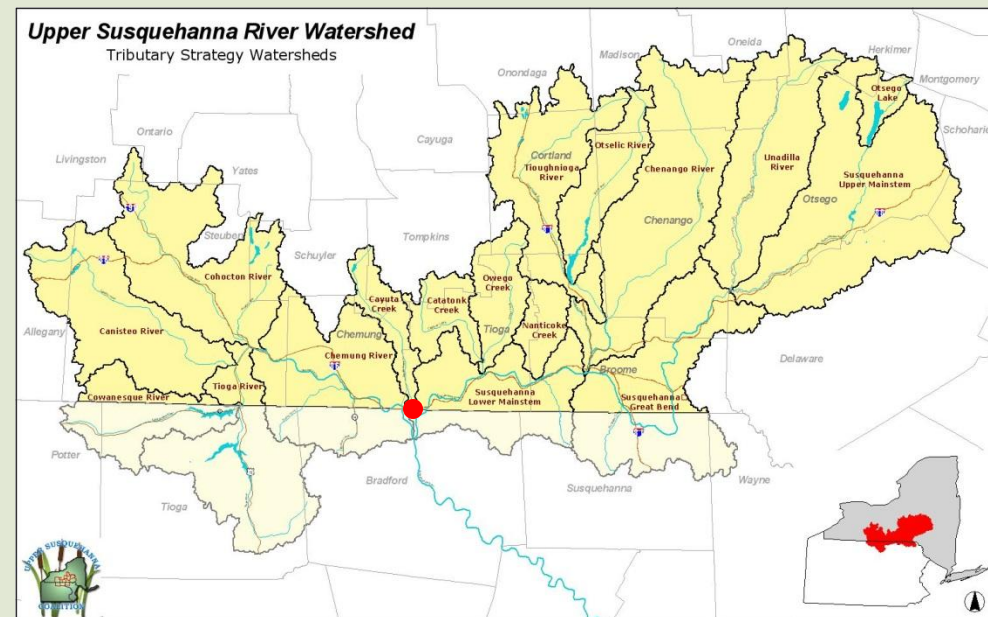 Upper Susquehanna River Watershed
Tributary Strategy Watersheds
Oneida
Madison
Herkimer
Onondaga
Montgomery
Otsego
Lake
Schoharie
Cayuga
Ontario
Livingston
Yates
Cortland
Tioughnioga
River
Otselic River
Chenango River
Unadilla
River
Susquehanna
Upper Mainstem
Otsego
Chenango
Steuben
Schuyler
Tompkins
Cohocton River
Owego
Creek
Cayuta
Creek
Catatonk
Creek
Tioga
Nanticoke
Creek
Allegany
Canisteo River
Chemung
Chemung River
Broome
Delaware
Tioga River
Cowanesque River
Susquehanna
Lower Mainstem
Susquehanna
Great Bend
Potter
Tioga
Bradford
Susquehanna
Wayne
UPPER SUSQUEHANNA
COALITION